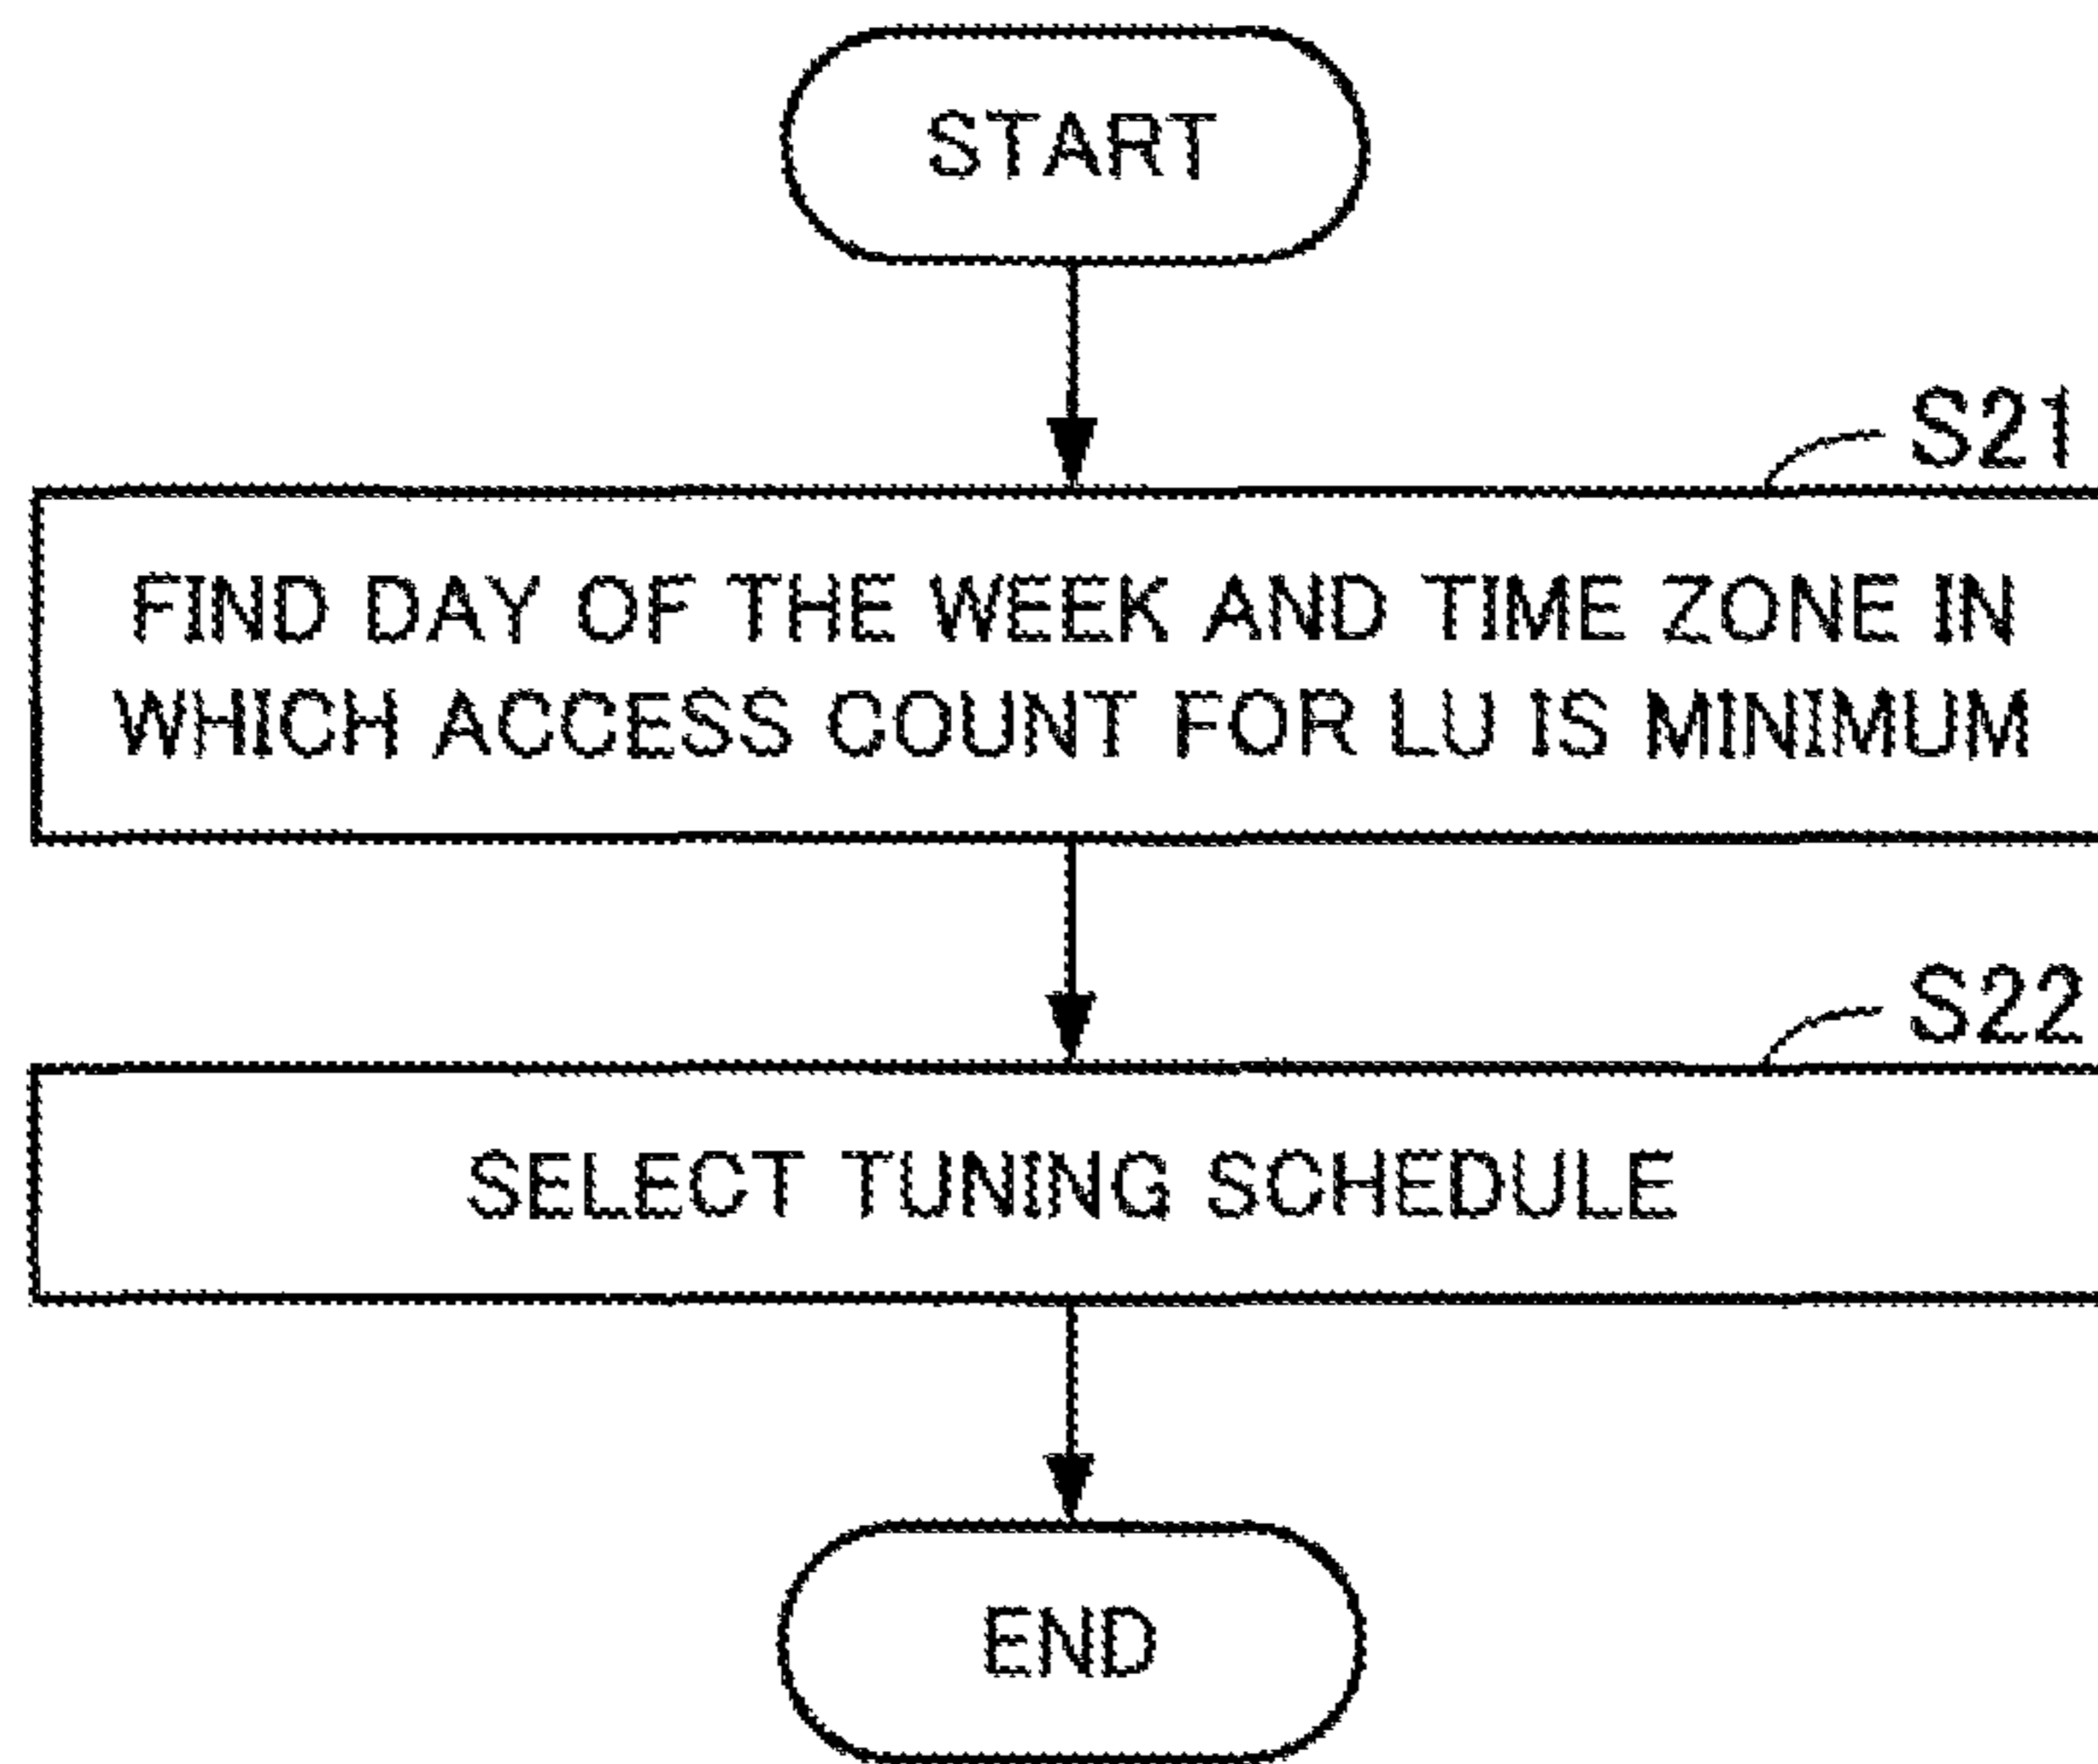 START
S21
FIND DAY OF THE WEEK AND TIME ZONE IN
WHICH ACCESS COUNT FOR LU IS MINIMUM
S22
SELECT TUNING SCHEDULE
END